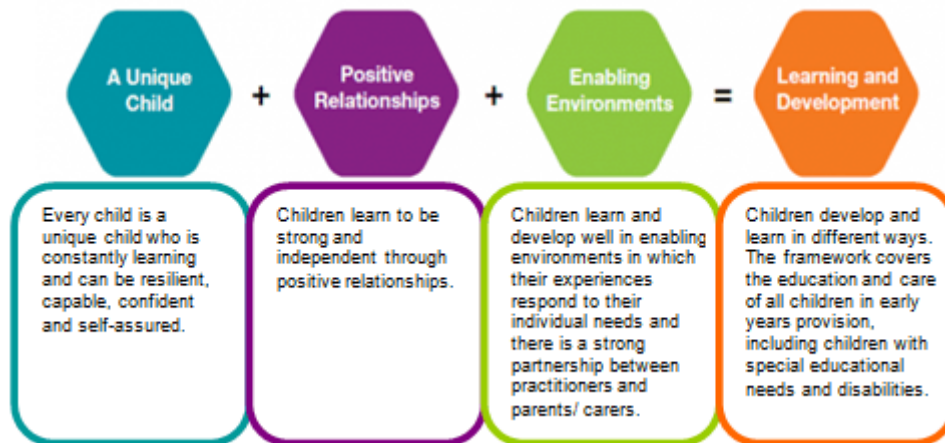 A Unique
Child
+
Positive
Relationships
+
Enabling
Environments
=
Learning and
Development
Every child is a
unique child who is
constantly learning
and can be resilient,
capable, confident
and self-assured.
Children learn to be
strong and
independent through
positive relationships.
Children learn and
develop well in enabling
environments in which
their experiences
respond to their
individual needs and
there is a strong
partnership between
practitioners and
parents/ carers.
Children develop and
learn in different ways.
The framework covers
the education and care
of all children in early
years provision,
including children with
special educational
needs and disabilities.